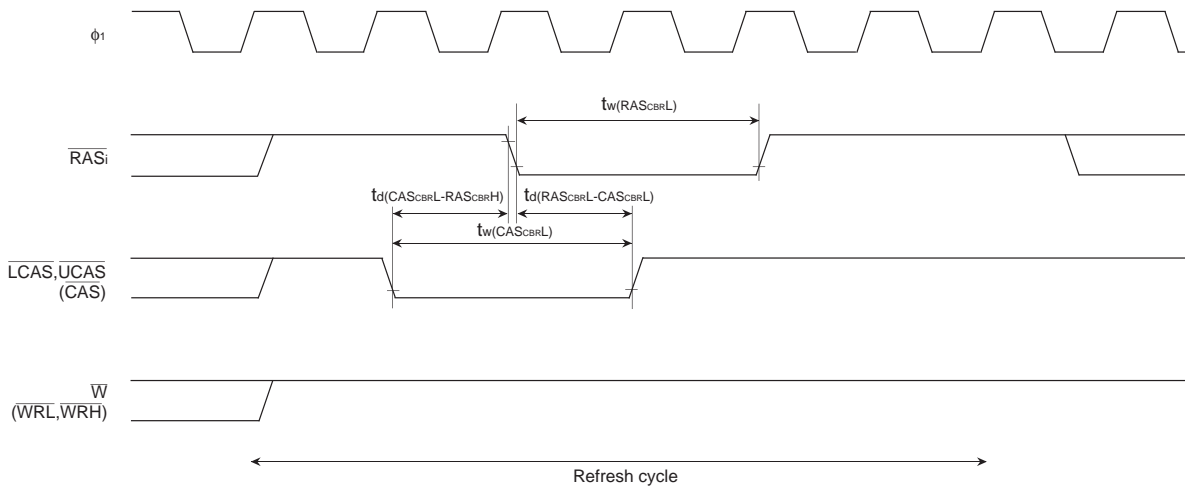 ϕ1
tw(RASCBRL)
RASi
td(CASCBRL-RASCBRH)
td(RASCBRL-CASCBRL)
tw(CASCBRL)
LCAS,UCAS
(CAS)
W
(WRL,WRH)
Refresh cycle